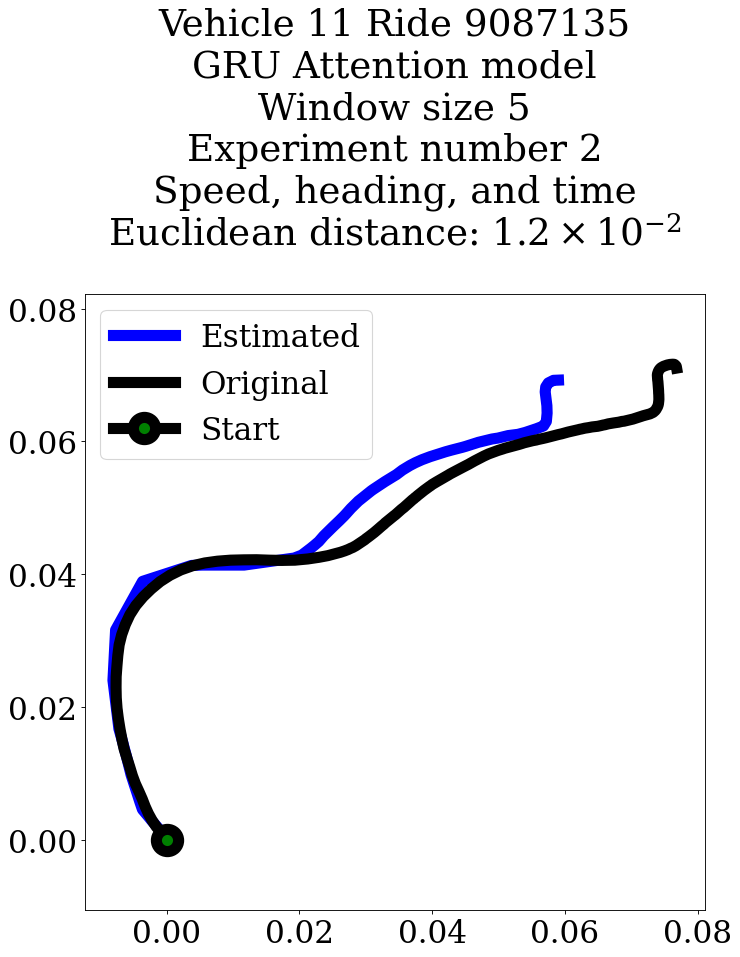 Vehicle 11 Ride 9087135
GRU Attention model
Window size 5
Experiment number 2
Speed, heading, and time
Euclidean distance: 1.2 × 10⁻²
0.08
0.06
0.04
0.02
0.00
Estimated
Original
Start
0.00 0.02 0.04 0.06 0.08